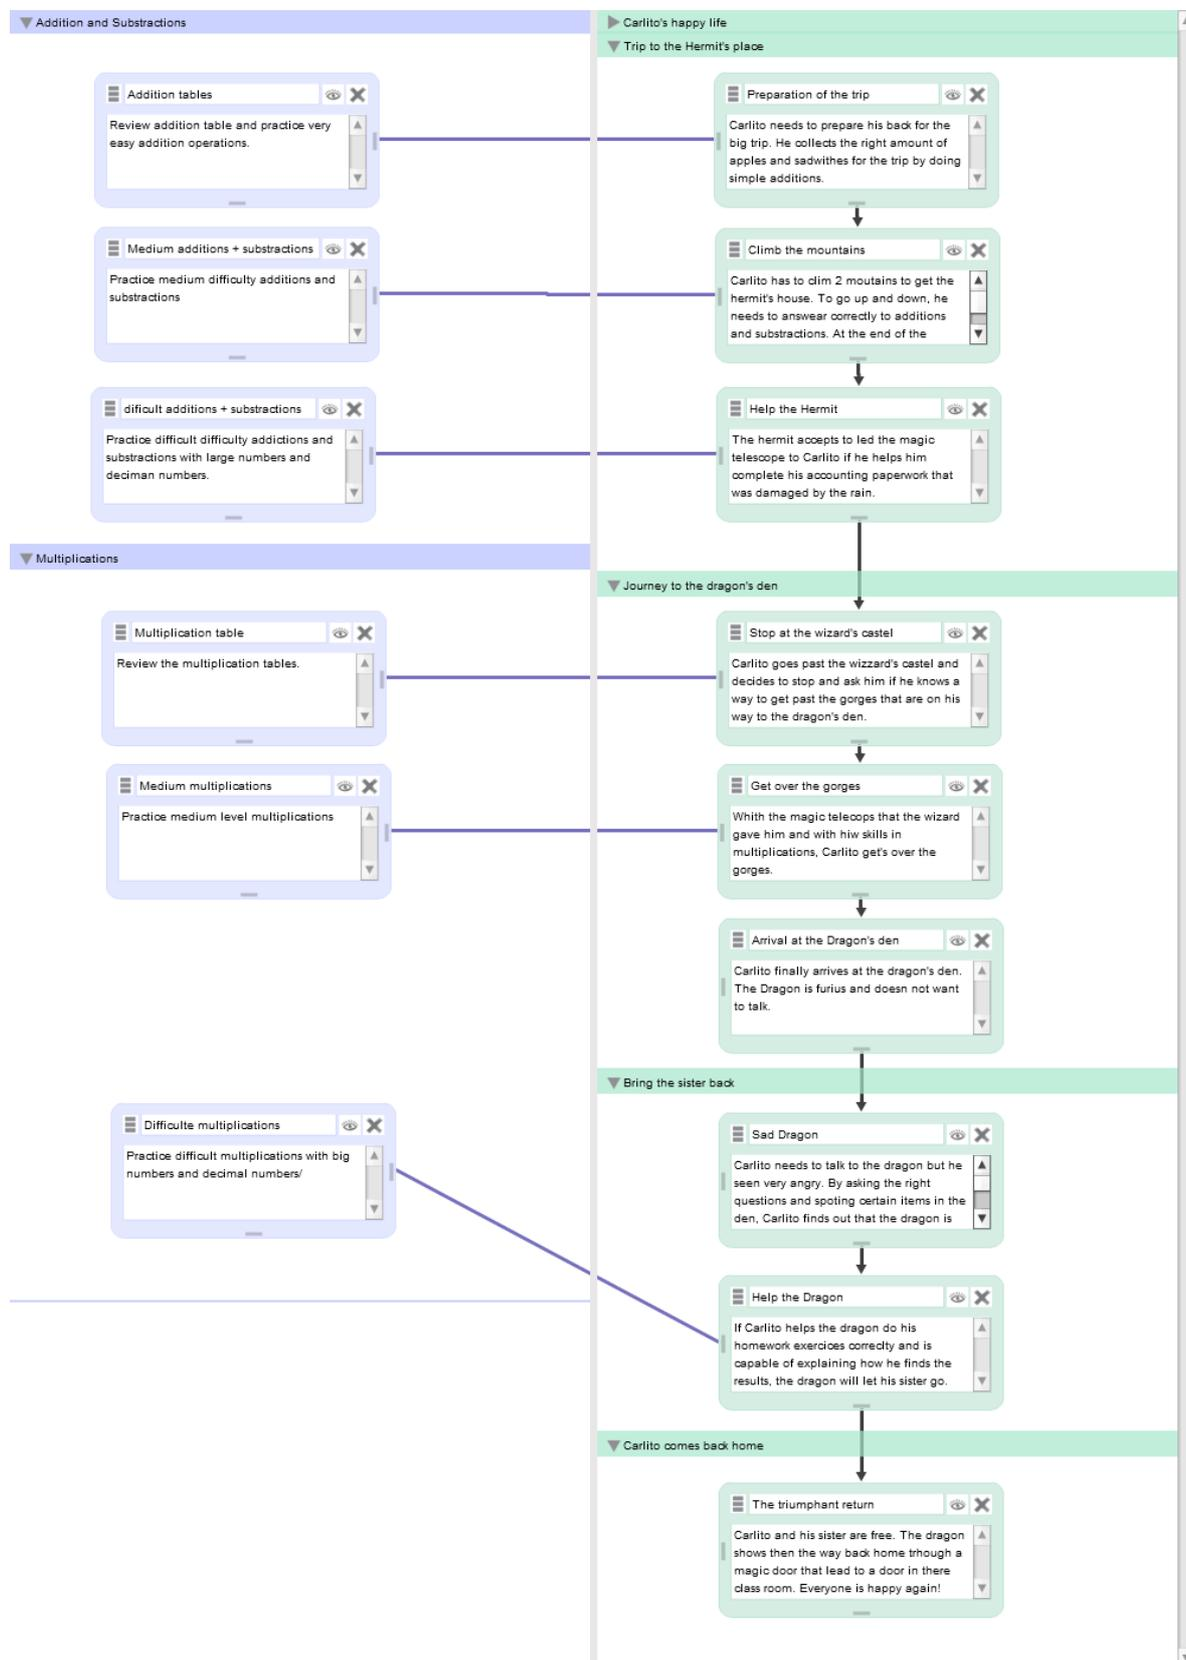 Addition and Substractions
Addition tables
Review addition table and practice very
easy addition operations.
Medium additions + substractions
Practice medium difficulty additions and
substractions
dificult additions + substractions
Practice difficult difficulty addictions and
substractions with large numbers and
deciman numbers.
Multiplications
Multiplication table
Review the multiplication tables.
Medium multiplications
Practice medium level multiplications
Difficulte multiplications
Practice difficult multiplications with big
numbers and decimal numbers/
Carlito's happy life
Trip to the Hermit's place
Preparation of the trip
Carlito needs to prepare his back for the
big trip. He collects the right amount of
apples and sadwithes for the trip by doing
simple additions.
Climb the mountains
Carlito has to clim 2 moutains to get the
hermit's house. To go up and down, he
needs to answear correctly to additions
and substractions. At the end of the
Help the Hermit
The hermit accepts to led the magic
telescope to Carlito if he helps him
complete his accounting paperwork that
was damaged by the rain.
Journey to the dragon's den
Stop at the wizard's castel
Carlito goes past the wizzard's castel and
decides to stop and ask him if he knows a
way to get past the gorges that are on his
way to the dragon's den.
Get over the gorges
Whith the magic telecops that the wizard
gave him and with hiw skills in
multiplications, Carlito get's over the
gorges.
Arrival at the Dragon's den
Carlito finally arrives at the dragon's den.
The Dragon is furius and doesn not want
to talk.
Bring the sister back
Sad Dragon
Carlito needs to talk to the dragon but he
seen very angry. By asking the right
questions and spoting certain items in the
den, Carlito finds out that the dragon is
Help the Dragon
If Carlito helps the dragon do his
homework exercices correclty and is
capable of explaining how he finds the
results, the dragon will let his sister go.
Carlito comes back home
The triumphant return
Carlito and his sister are free. The dragon
shows then the way back home trhough a
magic door that lead to a door in there
class room. Everyone is happy again!